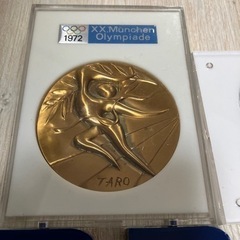 XX. München
1972 Olympiade
TARO